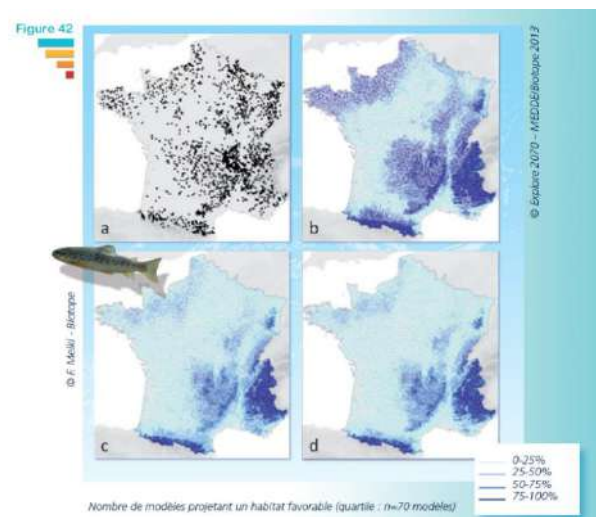 Figure 42
a
b
c
d
© Explore 2070 – MEDDE/Biotope 2013
© F. Melki - Biotope
0-25%
25-50%
50-75%
75-100%
Nombre de modèles projetant un habitat favorable (quartile : n=70 modèles)